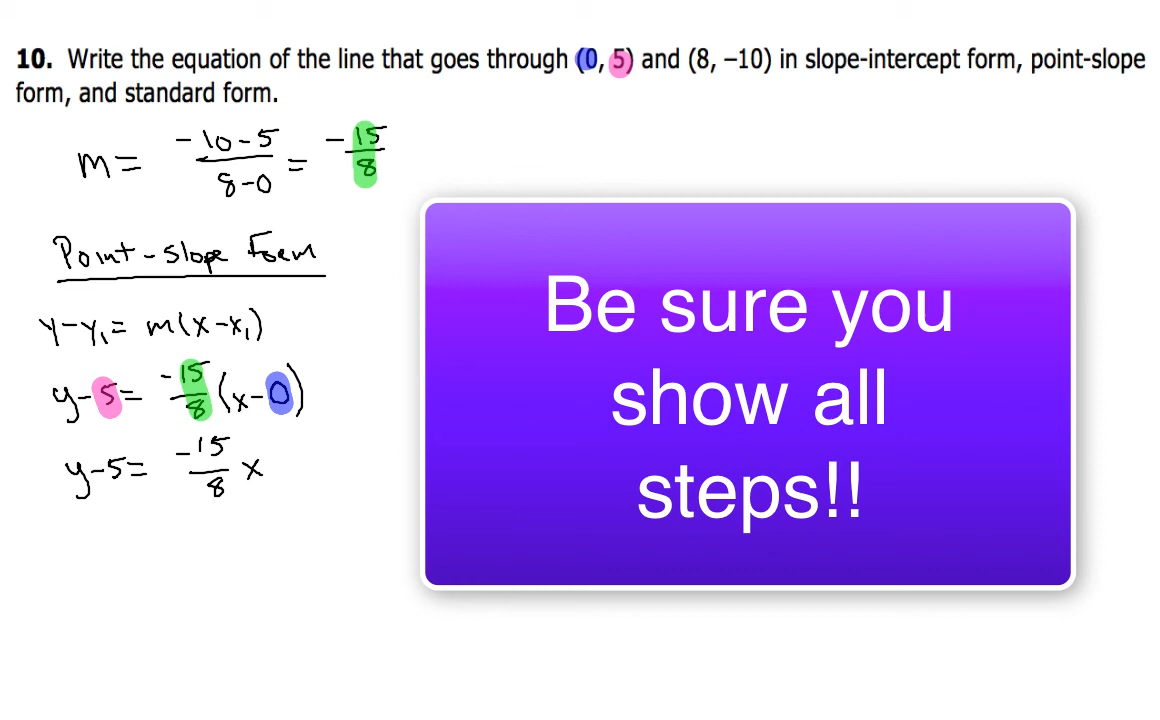 10. Write the equation of the line that goes through (0, 5) and (8, –10) in slope-intercept form, point-slope
form, and standard form.
m = -10-5 / 8-0 = -15/8
Point-slope Form
y-y₁ = m(x-x₁)
y-5 = -15/8 (x-0)
y-5 = -15/8 x
Be sure you
show all
steps!!